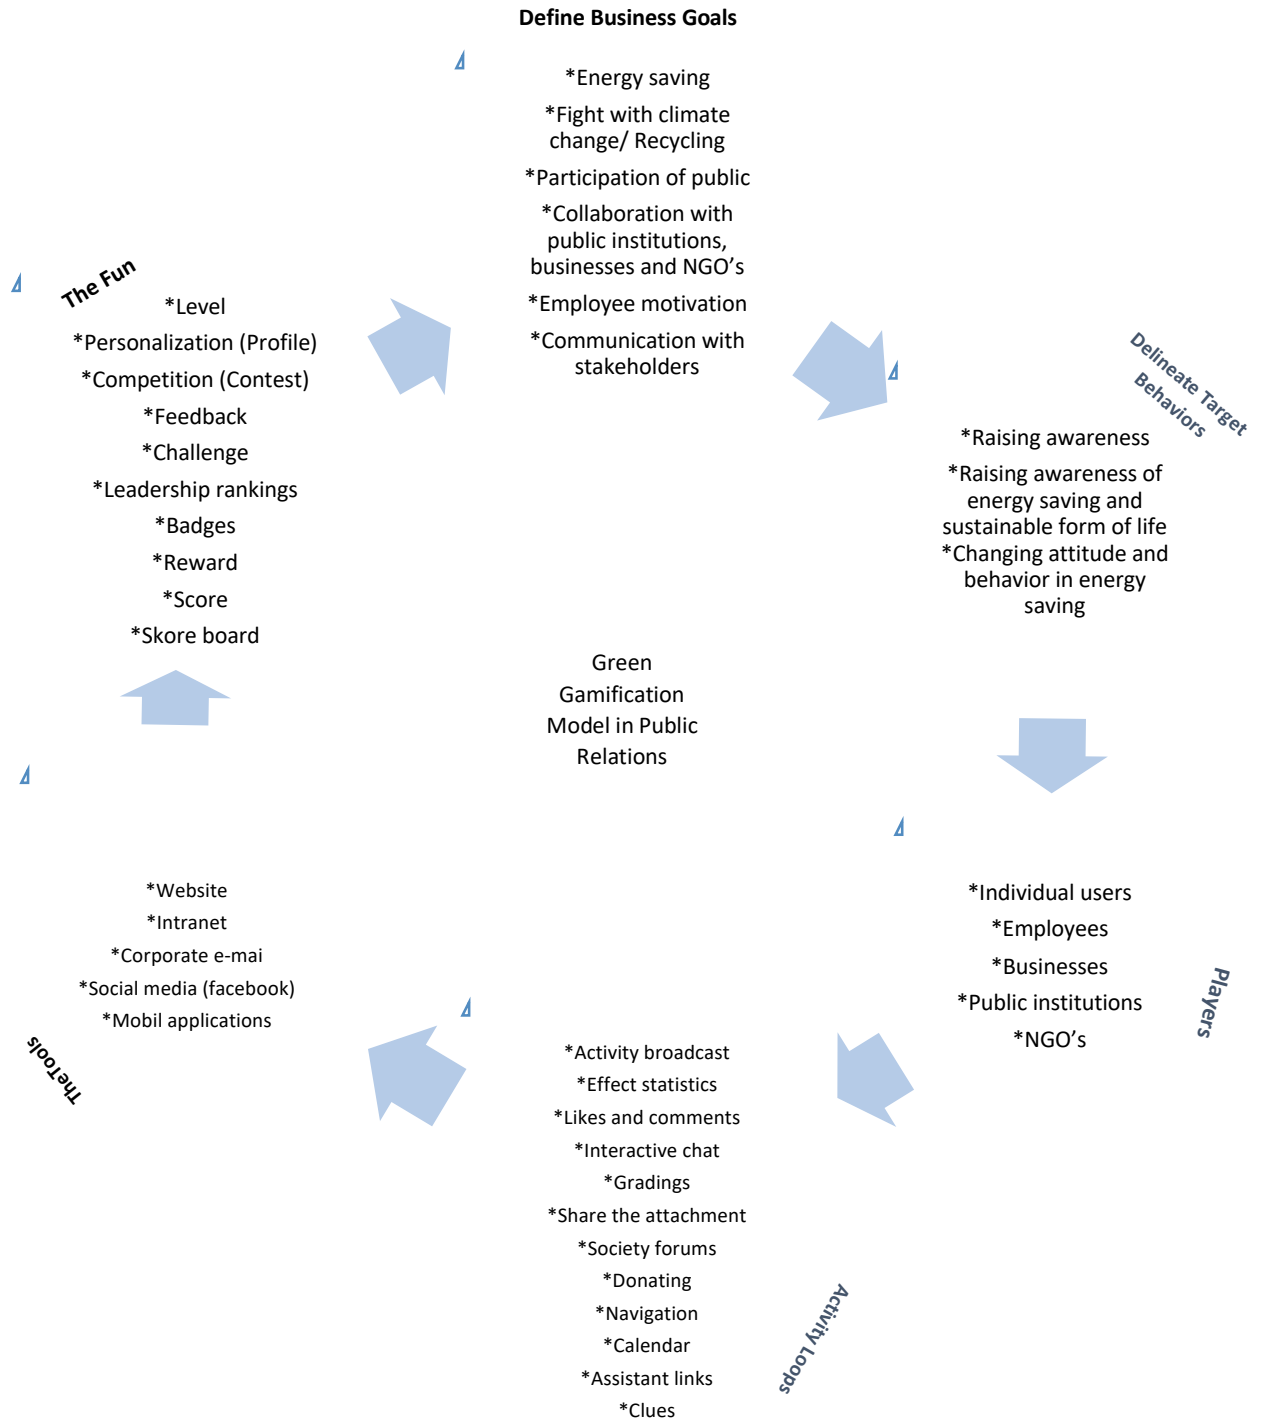 Define Business Goals
*Energy saving
*Fight with climate
change/ Recycling
*Participation of public
*Collaboration with
public institutions,
businesses and NGO's
*Employee motivation
*Communication with
stakeholders
Delineate Target
Behaviors
*Raising awareness
*Raising awareness of
energy saving and
sustainable form of life
*Changing attitude and
behavior in energy
saving
Players
*Individual users
*Employees
*Businesses
*Public institutions
*NGO's
Activity Loops
*Activity broadcast
*Effect statistics
*Likes and comments
*Interactive chat
*Gradings
*Share the attachment
*Society forums
*Donating
*Navigation
*Calendar
*Assistant links
*Clues
TheTools
*Website
*Intranet
*Corporate e-mai
*Social media (facebook)
*Mobil applications
The Fun
*Level
*Personalization (Profile)
*Competition (Contest)
*Feedback
*Challenge
*Leadership rankings
*Badges
*Reward
*Score
*Skore board
Green
Gamification
Model in Public
Relations